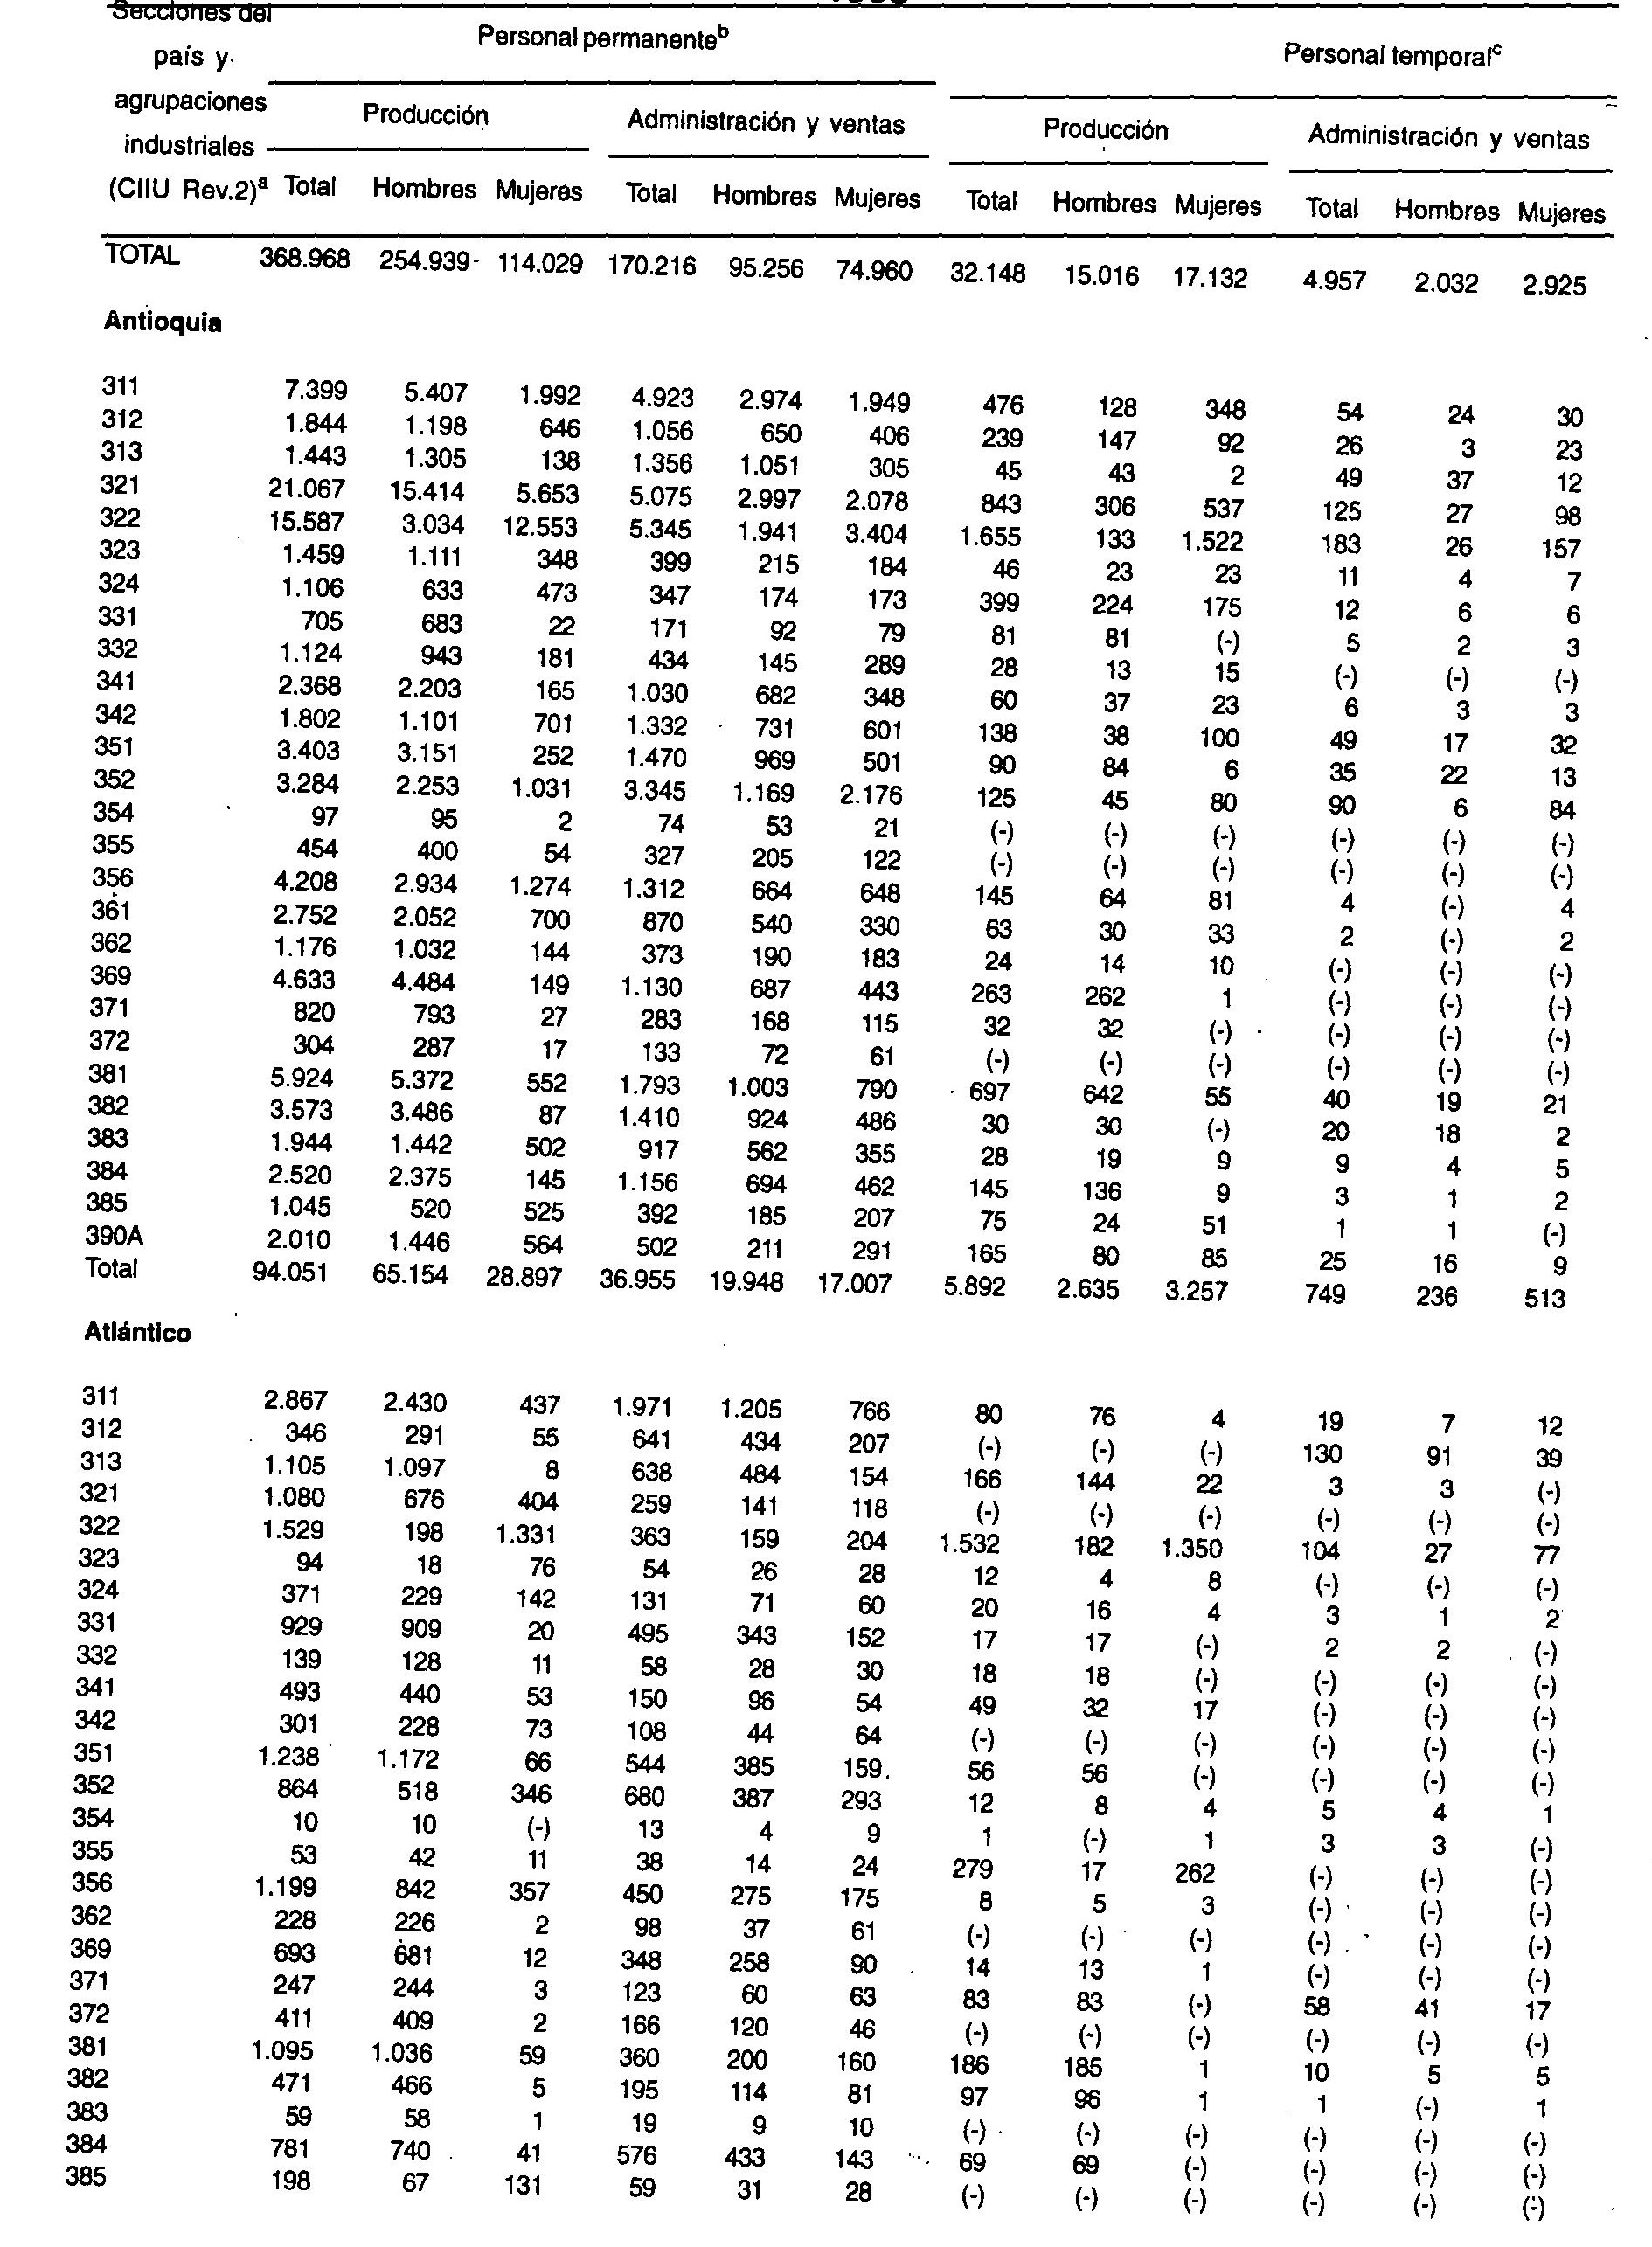 Secciones del
país y
agrupaciones
industriales
(CIIU Rev.2)a
Personal permanenteb Personal temporalc
Producción Administración y ventas Producción Administración y ventas
Total Hombres Mujeres Total Hombres Mujeres Total Hombres Mujeres Total Hombres Mujeres
TOTAL 368.968 254.939 114.029 170.216 95.256 74.960 32.148 15.016 17.132 4.957 2.032 2.925
Antioquia
311 7.399 5.407 1.992 4.923 2.974 1.949 476 128 348 54 24 30
312 1.844 1.198 646 1.056 650 406 239 147 92 26 3 23
313 1.443 1.305 138 1.356 1.051 305 45 43 2 49 37 12
321 21.067 15.414 5.653 5.075 2.997 2.078 843 306 537 125 27 98
322 15.587 3.034 12.553 5.345 1.941 3.404 1.655 133 1.522 183 26 157
323 1.459 1.111 348 399 215 184 46 23 23 11 4 7
324 1.106 633 473 347 174 173 399 224 175 12 6 6
331 705 683 22 171 92 79 81 81 (-) 5 2 3
332 1.124 943 181 434 145 289 28 13 15 (-) (-) (-)
341 2.368 2.203 165 1.030 682 348 60 37 23 6 3 3
342 1.802 1.101 701 1.332 731 601 138 38 100 49 17 32
351 3.403 3.151 252 1.470 969 501 90 84 6 35 22 13
352 3.284 2.253 1.031 3.345 1.169 2.176 125 45 80 90 6 84
354 97 95 2 74 53 21 (-) (-) (-) (-) (-) (-)
355 454 400 54 327 205 122 (-) (-) (-) (-) (-) (-)
356 4.208 2.934 1.274 1.312 664 648 145 64 81 4 (-) 4
361 2.752 2.052 700 870 540 330 63 30 33 2 (-) 2
362 1.176 1.032 144 373 190 183 24 14 10 (-) (-) (-)
369 4.633 4.484 149 1.130 687 443 263 262 1 (-) (-) (-)
371 820 793 27 283 168 115 32 32 (-) (-) (-) (-)
372 304 287 17 133 72 61 (-) (-) (-) (-) (-) (-)
381 5.924 5.372 552 1.793 1.003 790 697 642 55 40 19 21
382 3.573 3.486 87 1.410 924 486 30 30 (-) 20 18 2
383 1.944 1.442 502 917 562 355 28 19 9 9 4 5
384 2.520 2.375 145 1.156 694 462 145 136 9 3 1 2
385 1.045 520 525 392 185 207 75 24 51 1 1 (-)
390A 2.010 1.446 564 502 211 291 165 80 85 25 16 9
Total 94.051 65.154 28.897 36.955 19.948 17.007 5.892 2.635 3.257 749 236 513
Atlántico
311 2.867 2.430 437 1.971 1.205 766 80 76 4 19 7 12
312 346 291 55 641 434 207 (-) (-) (-) 130 91 39
313 1.105 1.097 8 638 484 154 166 144 22 3 3 (-)
321 1.080 676 404 259 141 118 (-) (-) (-) (-) (-) (-)
322 1.529 198 1.331 363 159 204 1.532 182 1.350 104 27 77
323 94 18 76 54 26 28 12 4 8 (-) (-) (-)
324 371 229 142 131 71 60 20 16 4 3 1 2
331 929 909 20 495 343 152 17 17 (-) 2 2 (-)
332 139 128 11 58 28 30 18 18 (-) (-) (-) (-)
341 493 440 53 150 96 54 49 32 17 (-) (-) (-)
342 301 228 73 108 44 64 (-) (-) (-) (-) (-) (-)
351 1.238 1.172 66 544 385 159 56 56 (-) (-) (-) (-)
352 864 518 346 680 387 293 12 8 4 5 4 1
354 10 10 (-) 13 4 9 1 (-) 1 3 3 (-)
355 53 42 11 38 14 24 279 17 262 (-) (-) (-)
356 1.199 842 357 450 275 175 8 5 3 (-) (-) (-)
362 228 226 2 98 37 61 (-) (-) (-) (-) (-) (-)
369 693 681 12 348 258 90 14 13 1 (-) (-) (-)
371 247 244 3 123 60 63 83 83 (-) 58 41 17
372 411 409 2 166 120 46 (-) (-) (-) (-) (-) (-)
381 1.095 1.036 59 360 200 160 186 185 1 10 5 5
382 471 466 5 195 114 81 97 96 1 1 (-) 1
383 59 58 1 19 9 10 (-) (-) (-) (-) (-) (-)
384 781 740 41 576 433 143 69 69 (-) (-) (-) (-)
385 198 67 131 59 31 28 (-) (-) (-) (-) (-) (-)